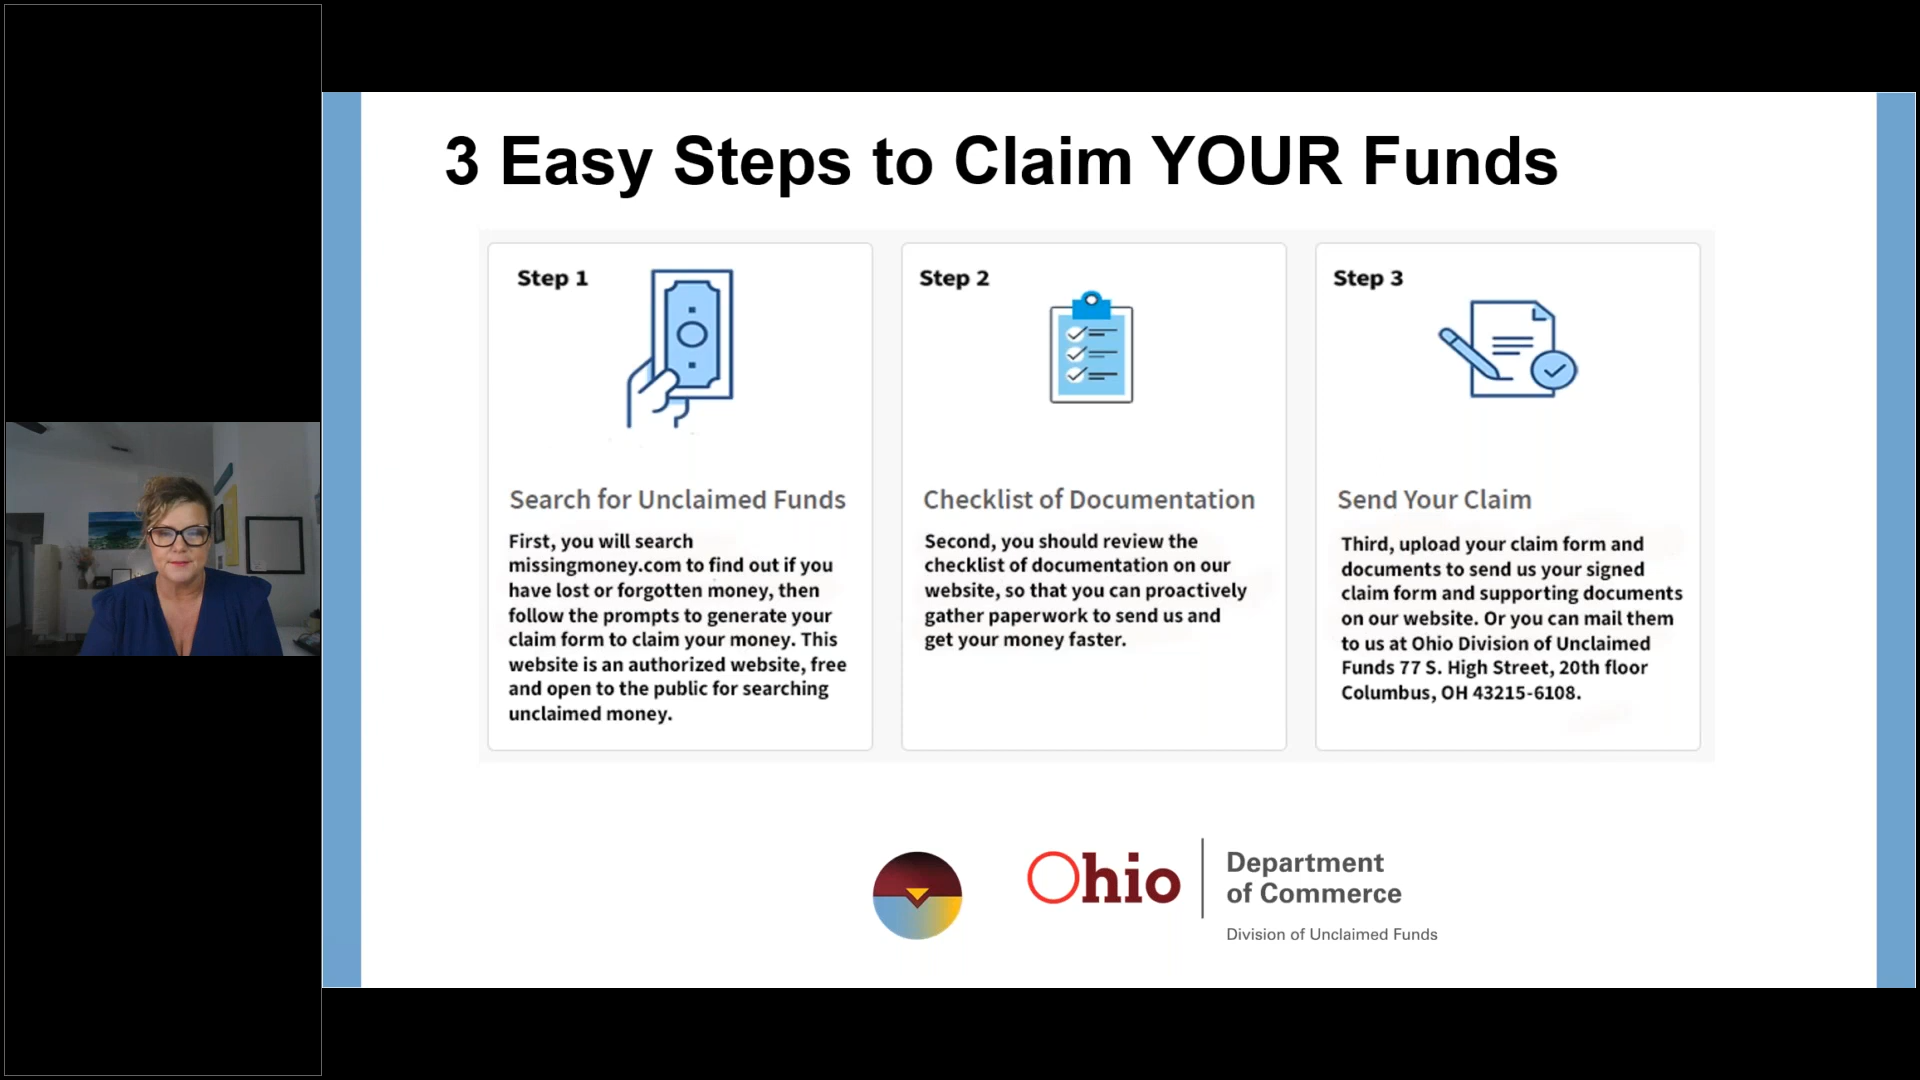 3 Easy Steps to Claim YOUR Funds
Step 1
Search for Unclaimed Funds
First, you will search
missingmoney.com to find out if you
have lost or forgotten money, then
follow the prompts to generate your
claim form to claim your money. This
website is an authorized website, free
and open to the public for searching
unclaimed money.
Step 2
Checklist of Documentation
Second, you should review the
checklist of documentation on our
website, so that you can proactively
gather paperwork to send us and
get your money faster.
Step 3
Send Your Claim
Third, upload your claim form and
documents to send us your signed
claim form and supporting documents
on our website. Or you can mail them
to us at Ohio Division of Unclaimed
Funds 77 S. High Street, 20th floor
Columbus, OH 43215-6108.
Ohio
Department
of Commerce
Division of Unclaimed Funds